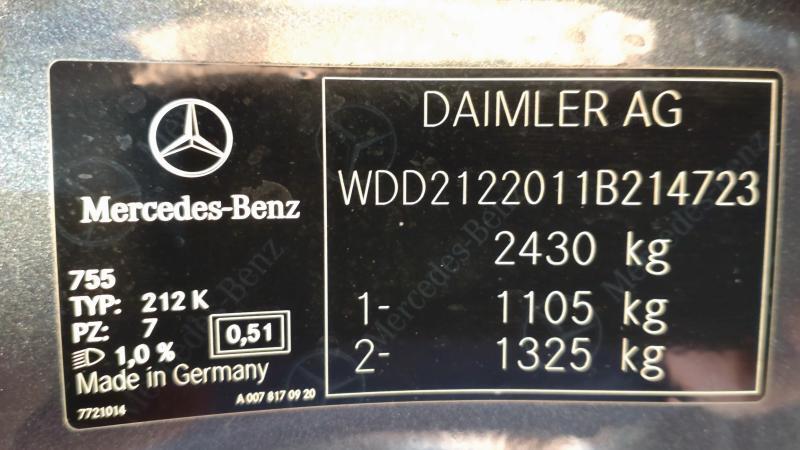 Mercedes-Benz
755
TYP: 212 K
PZ: 7
0,51
1,0 %
Made in Germany
7721014
A 007 817 09 20
DAIMLER AG
WDD2122011B214723
2430 kg
1- 1105 kg
2- 1325 kg